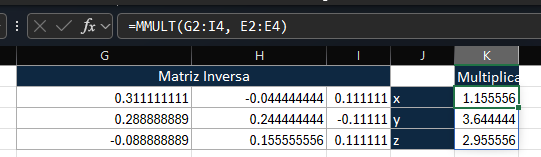 fx =MMULT(G2:I4, E2:E4)
G H I J K
Matriz Inversa Multiplica
0.311111111 -0.044444444 0.111111 x 1.155556
0.288888889 0.244444444 -0.11111 y 3.644444
-0.088888889 0.155555556 0.111111 z 2.955556